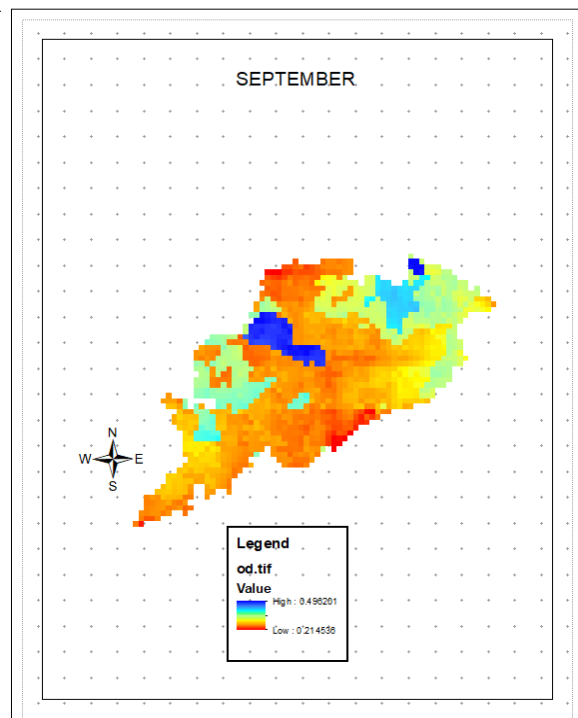 SEPTEMBER
N
W E
S
Legend
od.tif
Value
High : 0.496201
Low : 0.214536